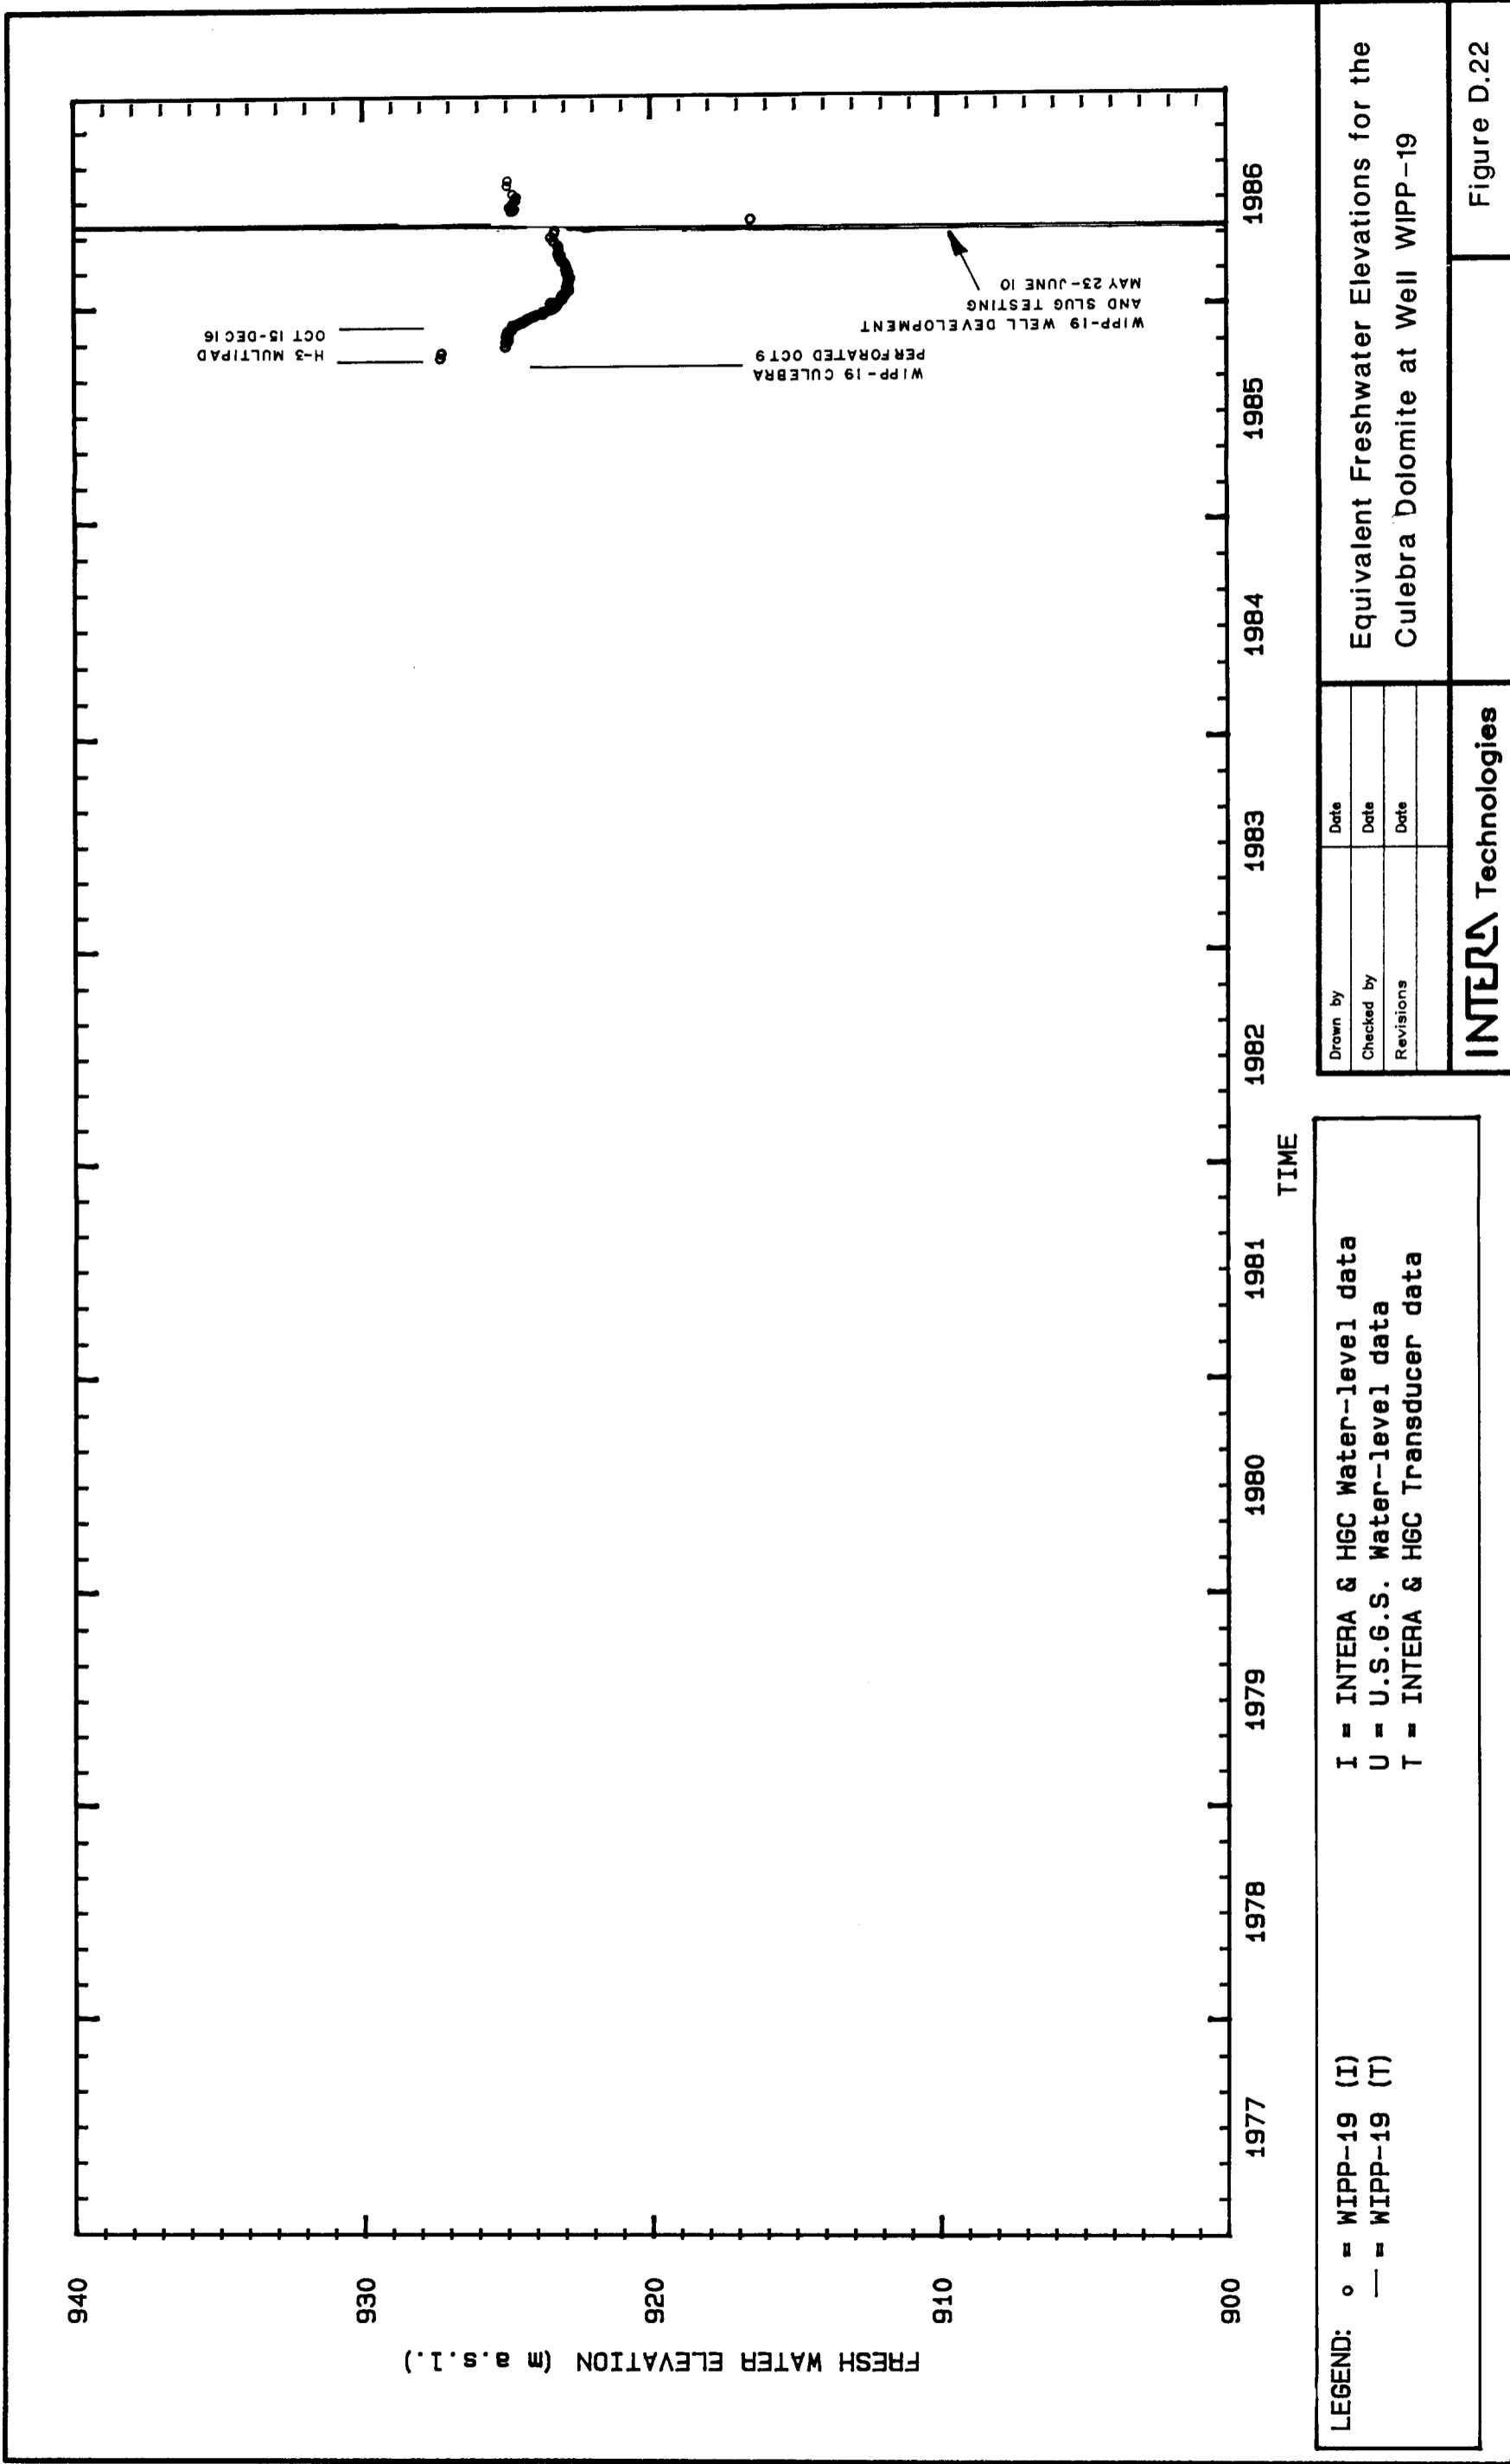 940
930
920
910
900
FRESH WATER ELEVATION (m a.s.l.)
H-3 MULTIPAD
OCT 15-DEC 16
WIPP-19 CULEBRA
PERFORATED OCT 9
WIPP-19 WELL DEVELOPMENT
AND SLUG TESTING
MAY 23-JUNE 10
1977
1978
1979
1980
1981
1982
1983
1984
1985
1986
TIME
LEGEND:
o = WIPP-19 (I)
— = WIPP-19 (T)
I = INTERA & HGC Water-level data
U = U.S.G.S. Water-level data
T = INTERA & HGC Transducer data
Drawn by
Date
Checked by
Date
Revisions
Date
Equivalent Freshwater Elevations for the
Culebra Dolomite at Well WIPP-19
INTERA Technologies
Figure D.22